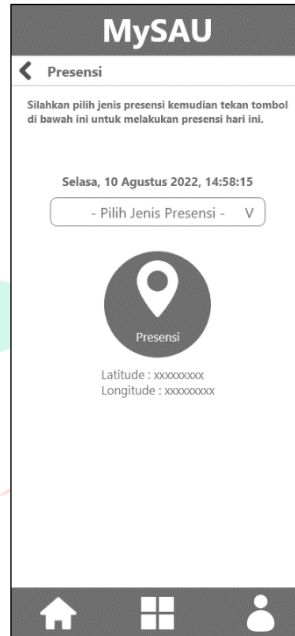 MySAU
Presensi
Silahkan pilih jenis presensi kemudian tekan tombol
di bawah ini untuk melakukan presensi hari ini.
Selasa, 10 Agustus 2022, 14:58:15
- Pilih Jenis Presensi - V
Presensi
Latitude : xxxxxxxxx
Longitude : xxxxxxxxx